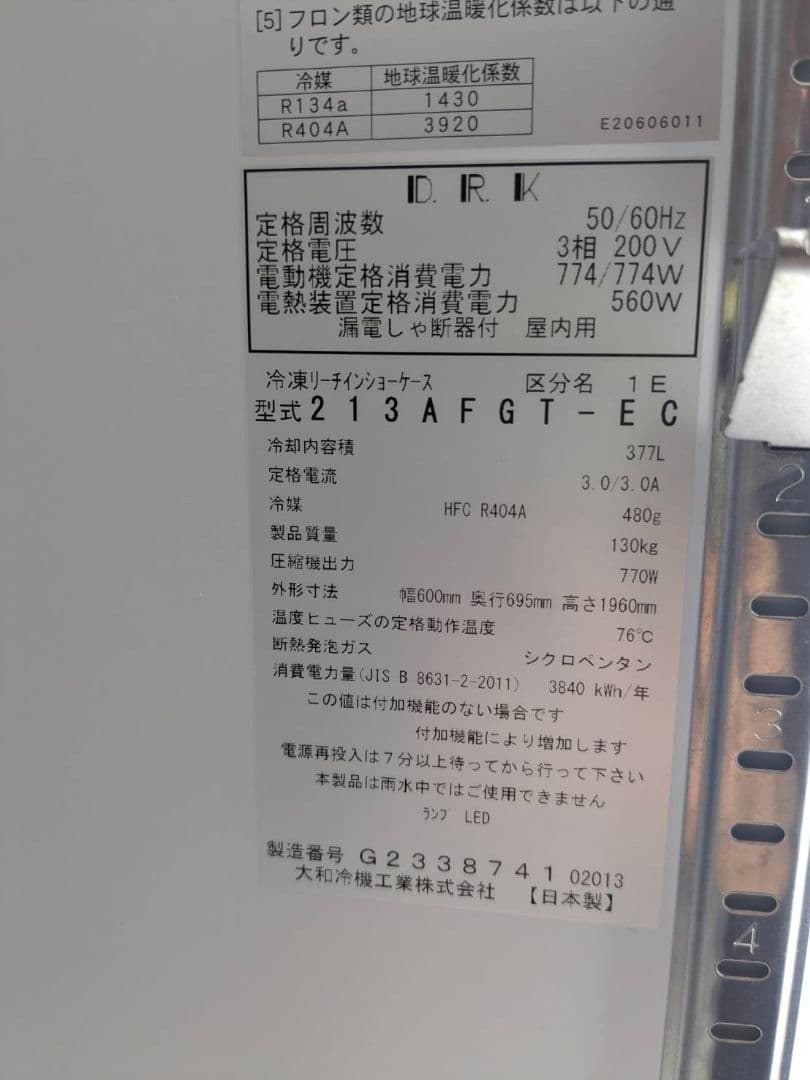 [5]フロン類の地球温暖化係数は以下の通
りです。
冷媒 地球温暖化係数
R134a 1430
R404A 3920
E20606011
D.R.K
定格周波数 50/60Hz
定格電圧 3相 200V
電動機定格消費電力 774/774W
電熱装置定格消費電力 560W
漏電しゃ断器付 屋内用
冷凍リーチインショーケース 区分名 1E
型式 213AFGT-EC
冷却内容積 377L
定格電流 3.0/3.0A
冷媒 HFC R404A 480g
製品質量 130kg
圧縮機出力 770W
外形寸法 幅600mm 奥行695mm 高さ1960mm
温度ヒューズの定格動作温度 76℃
断熱発泡ガス シクロペンタン
消費電力量(JIS B 8631-2-2011) 3840 kWh/年
この値は付加機能のない場合です
付加機能により増加します
電源再投入は7分以上待ってから行って下さい
本製品は雨水中ではご使用できません
ランプ LED
製造番号 G2338741 02013
大和冷機工業株式会社 【日本製】
2
3
4